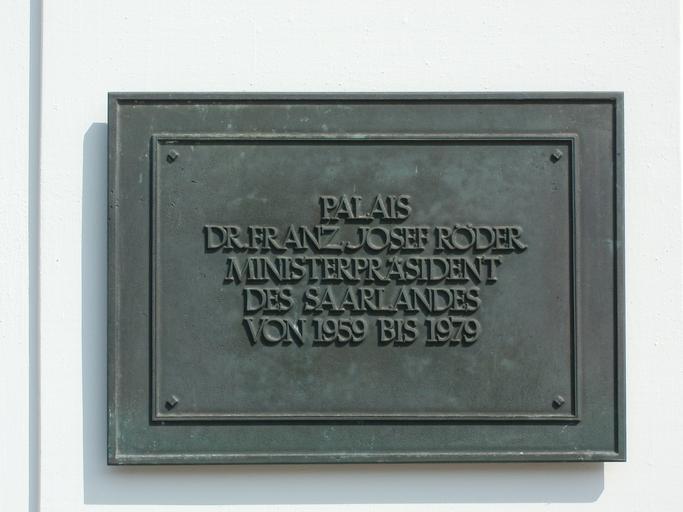 PALAIS
DR. FRANZ JOSEF RÖDER
MINISTERPRÄSIDENT
DES SAARLANDES
VON 1959 BIS 1979